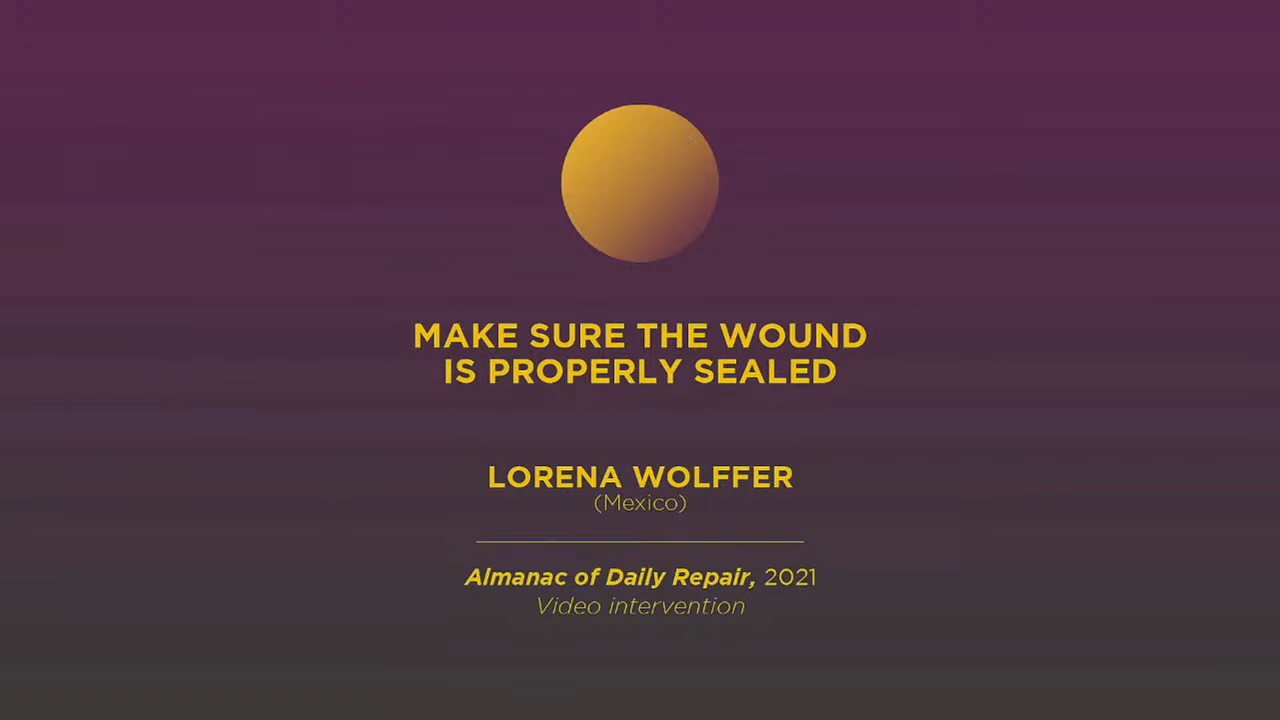 MAKE SURE THE WOUND
IS PROPERLY SEALED
LORENA WOLFFER
(Mexico)
Almanac of Daily Repair, 2021
Video intervention